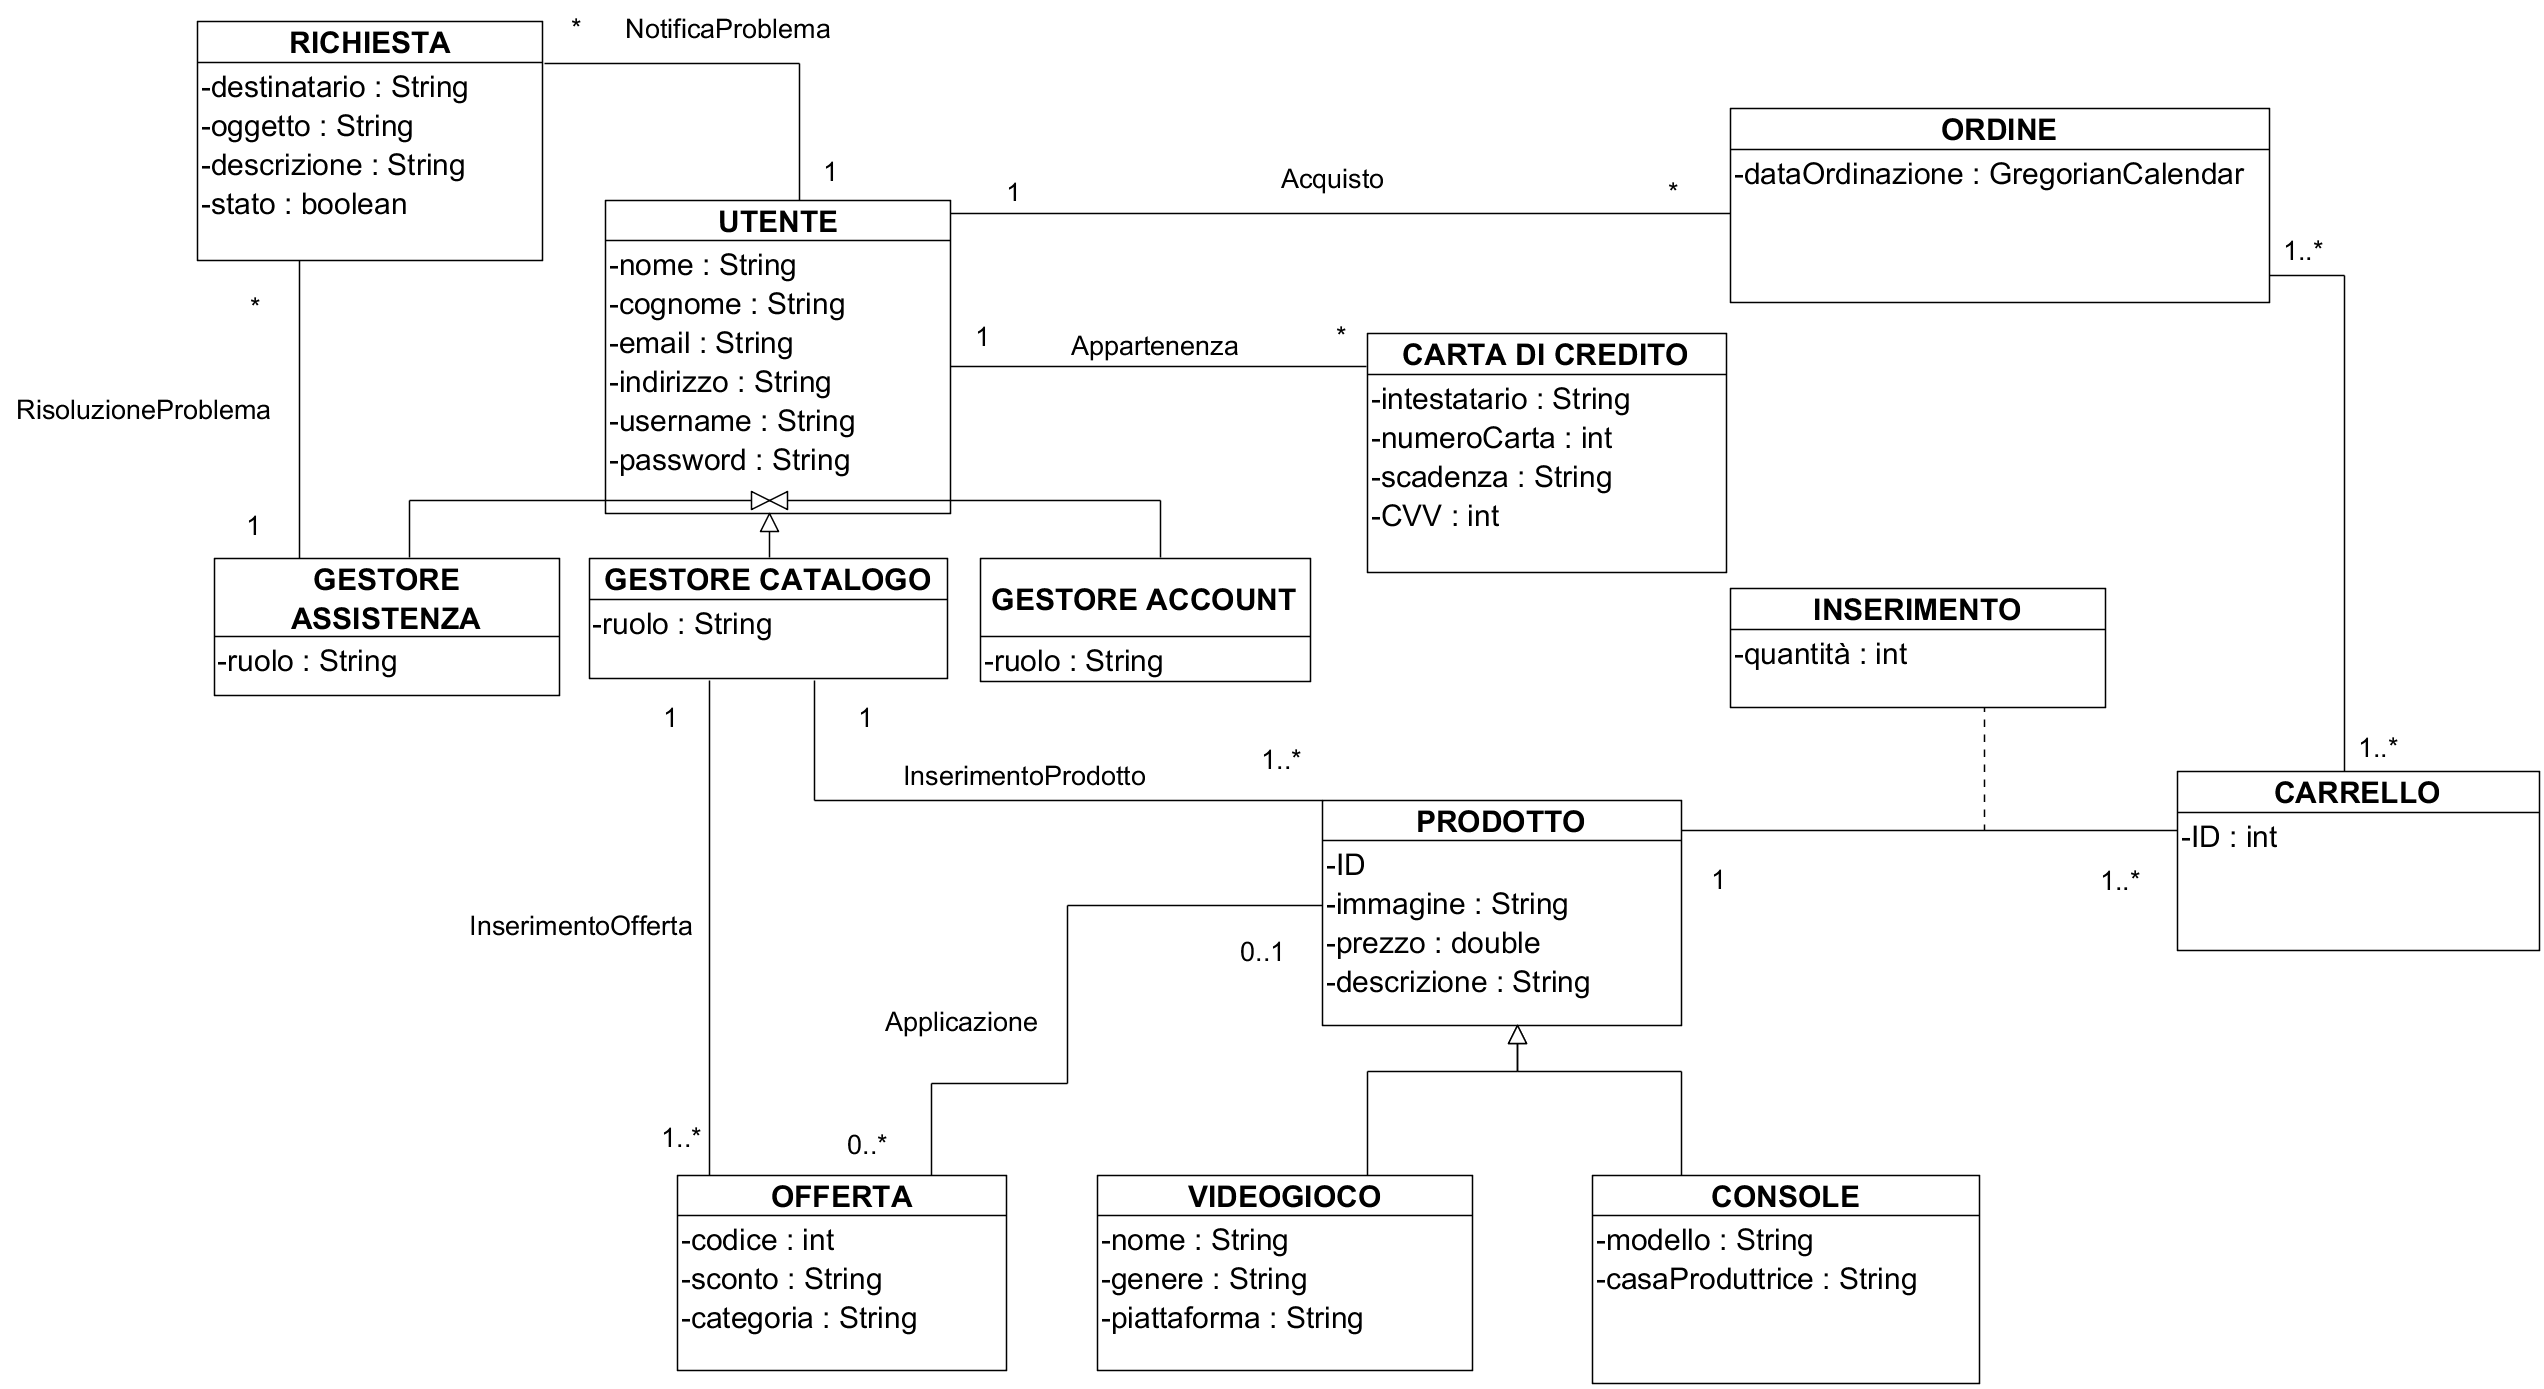 * NotificaProblema
RICHIESTA
-destinatario : String
-oggetto : String
-descrizione : String
-stato : boolean
1
1
Acquisto
*
ORDINE
-dataOrdinazione : GregorianCalendar
1..*
UTENTE
-nome : String
-cognome : String
-email : String
-indirizzo : String
-username : String
-password : String
*
RisoluzioneProblema
1
1
Appartenenza
*
CARTA DI CREDITO
-intestatario : String
-numeroCarta : int
-scadenza : String
-CVV : int
GESTORE
ASSISTENZA
-ruolo : String
GESTORE CATALOGO
-ruolo : String
GESTORE ACCOUNT
-ruolo : String
INSERIMENTO
-quantità : int
1
1
InserimentoProdotto
1..*
1..*
PRODOTTO
-ID
-immagine : String
-prezzo : double
-descrizione : String
1
1..*
CARRELLO
-ID : int
InserimentoOfferta
0..1
Applicazione
1..*
0..*
OFFERTA
-codice : int
-sconto : String
-categoria : String
VIDEOGIOCO
-nome : String
-genere : String
-piattaforma : String
CONSOLE
-modello : String
-casaProduttrice : String